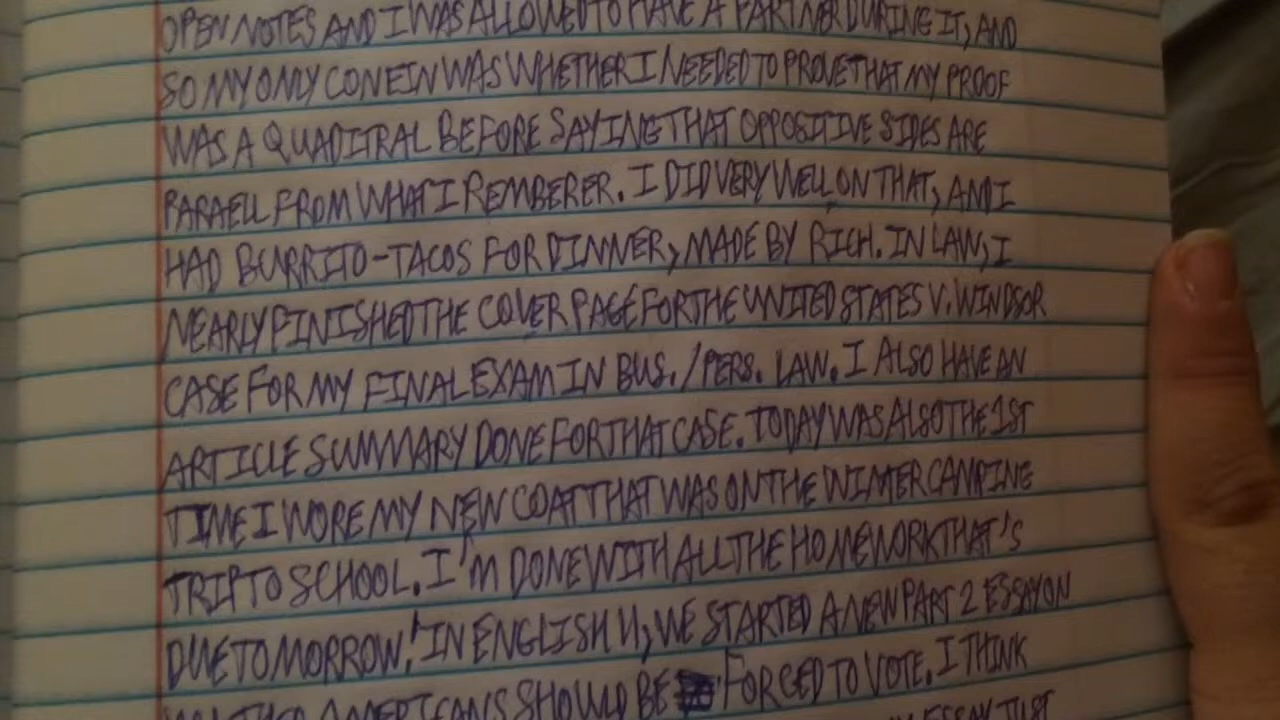 OPEN NOTES AND I WAS ALLOWED TO HAVE A PARTNER DURING IT, AND
SO MY ONLY CONEIN WAS WHETHER I NEEDED TO PROVE THAT MY PROOF
WAS A QUADITRAL BEFORE SAYING THAT OPPOSITIVE SIDES ARE
PARAELL FROM WHAT I REMBERER. I DID VERY WELL ON THAT, AND I
HAD BURRITO-TACOS FOR DINNER, MADE BY RICH. IN LAW, I
NEARLY FINISHED THE COVER PAGE FOR THE UNITED STATES V. WINDSOR
CASE FOR MY FINAL EXAM IN BUS./PERS. LAW. I ALSO HAVE AN
ARTICLE SUMMARY DONE FOR THAT CASE. TODAY WAS ALSO THE 1ST
TIME I WORE MY NEW COAT THAT WAS ON THE WINTER CAMPING
TRIP TO SCHOOL. I'M DONE WITH ALL THE HOMEWORK THAT'S
DUE TOMORROW! IN ENGLISH 11, WE STARTED A NEW PART 2 ESSAY ON
AMERICANS SHOULD BE FORCED TO VOTE. I THINK
ESSAY JUST